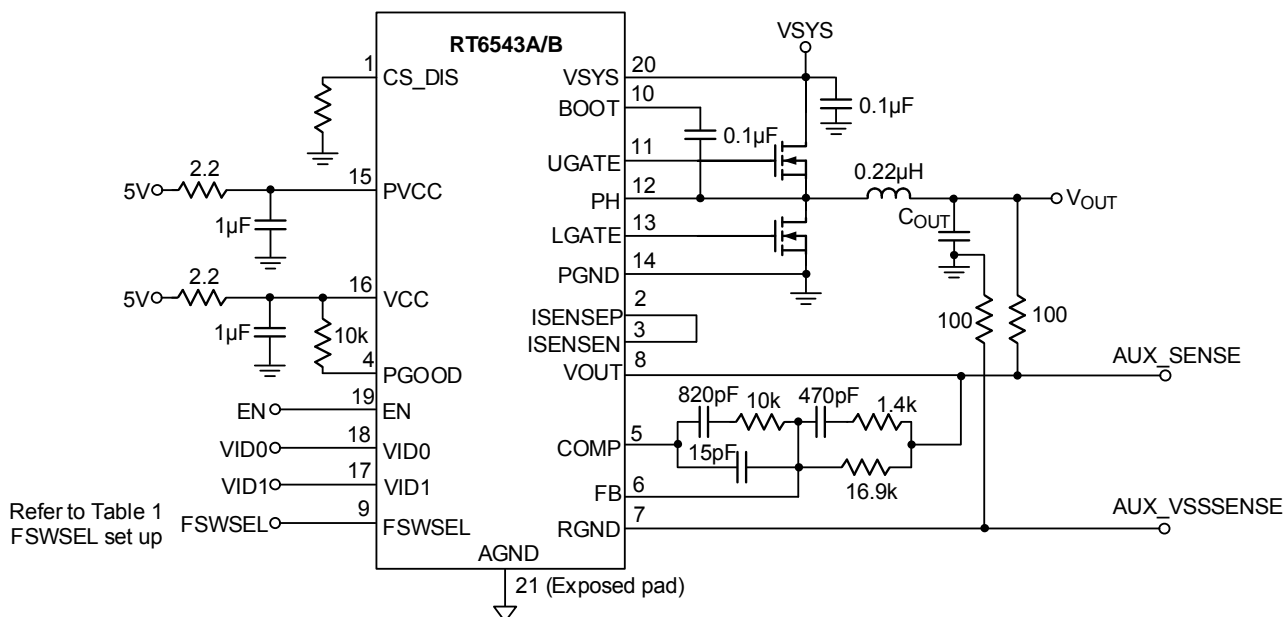 RT6543A/B
VSYS
1
CS_DIS
20
VSYS
0.1µF
10
BOOT
0.1µF
11
UGATE
2.2
5V
15
PVCC
1µF
12
PH
0.22µH
VOUT
COUT
13
LGATE
14
PGND
2.2
5V
16
VCC
1µF
10k
2
ISENSEP
3
ISENSEN
100
100
4
PGOOD
8
VOUT
AUX_SENSE
19
EN
EN
820pF
10k
470pF
1.4k
18
VID0
VID0
5
COMP
15pF
16.9k
17
VID1
VID1
6
FB
Refer to Table 1
FSWSEL set up
9
FSWSEL
FSWSEL
7
RGND
AUX_VSSSENSE
AGND
21 (Exposed pad)